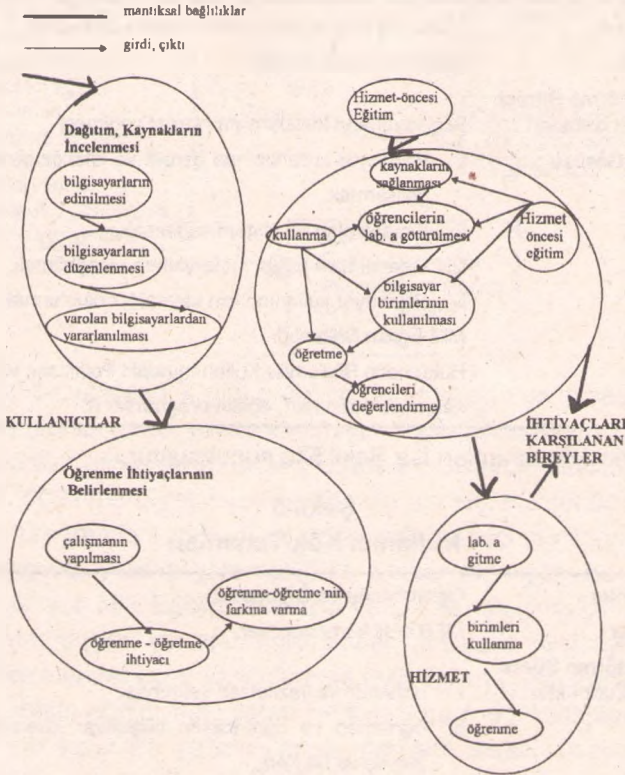 mantıksal bağlılıklar
girdi, çıktı
Dağıtım, Kaynakların
İncelenmesi
bilgisayarların
edinilmesi
bilgisayarların
düzenlenmesi
varolan bilgisayarlardan
yararlanılması
Hizmet-öncesi
Eğitim
kaynakların
sağlanması
kullanma
öğrencilerin
lab. a götürülmesi
Hizmet
öncesi
eğitim
bilgisayar
birimlerinin
kullanılması
öğretme
öğrencileri
değerlendirme
KULLANICILAR
İHTİYAÇLARI
KARŞILANAN
BİREYLER
Öğrenme İhtiyaçlarının
Belirlenmesi
çalışmanın
yapılması
öğrenme-öğretme'nin
farkına varma
öğrenme - öğretme
ihtiyacı
lab. a
gitme
birimleri
kullanma
HİZMET
öğrenme